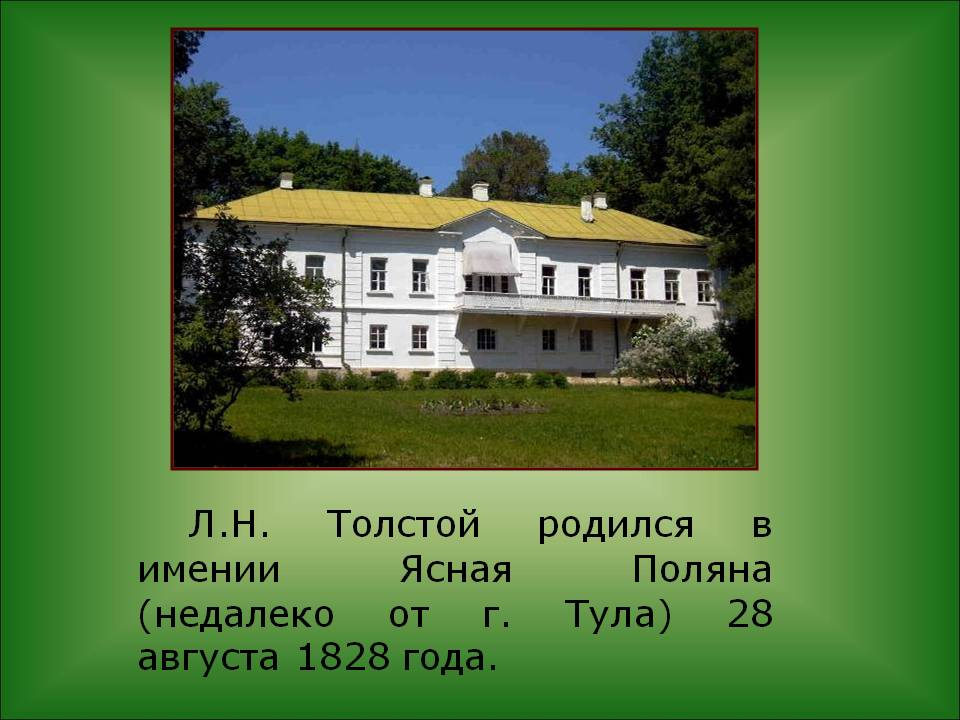 Л.Н. Толстой родился в
имении Ясная Поляна
(недалеко от г. Тула) 28
августа 1828 года.